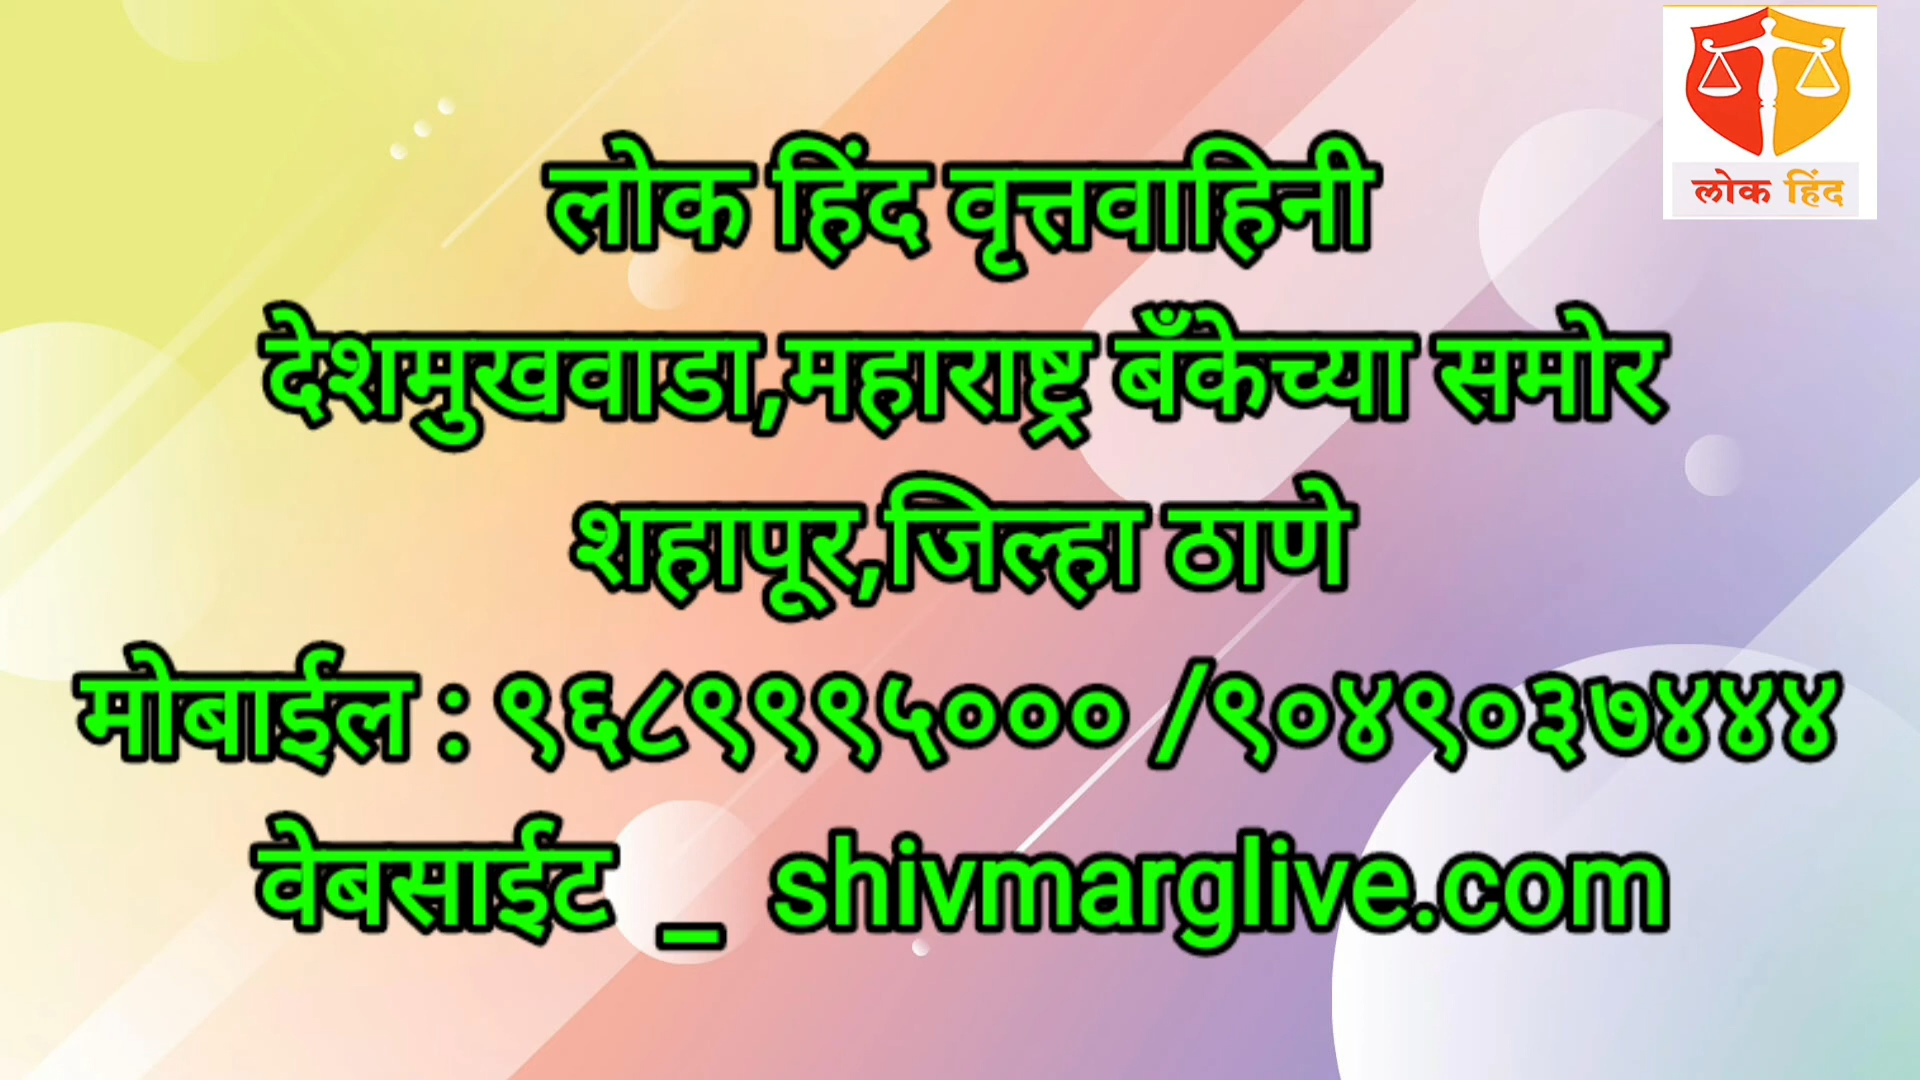 लोक हिंद
लोक हिंद वृत्तवाहिनी
देशमुखवाडा,महाराष्ट्र बँकेच्या समोर
शहापूर,जिल्हा ठाणे
मोबाईल : ९६८९९९५००० /९०४९०३७४४४
वेबसाईट _ shivmarglive.com